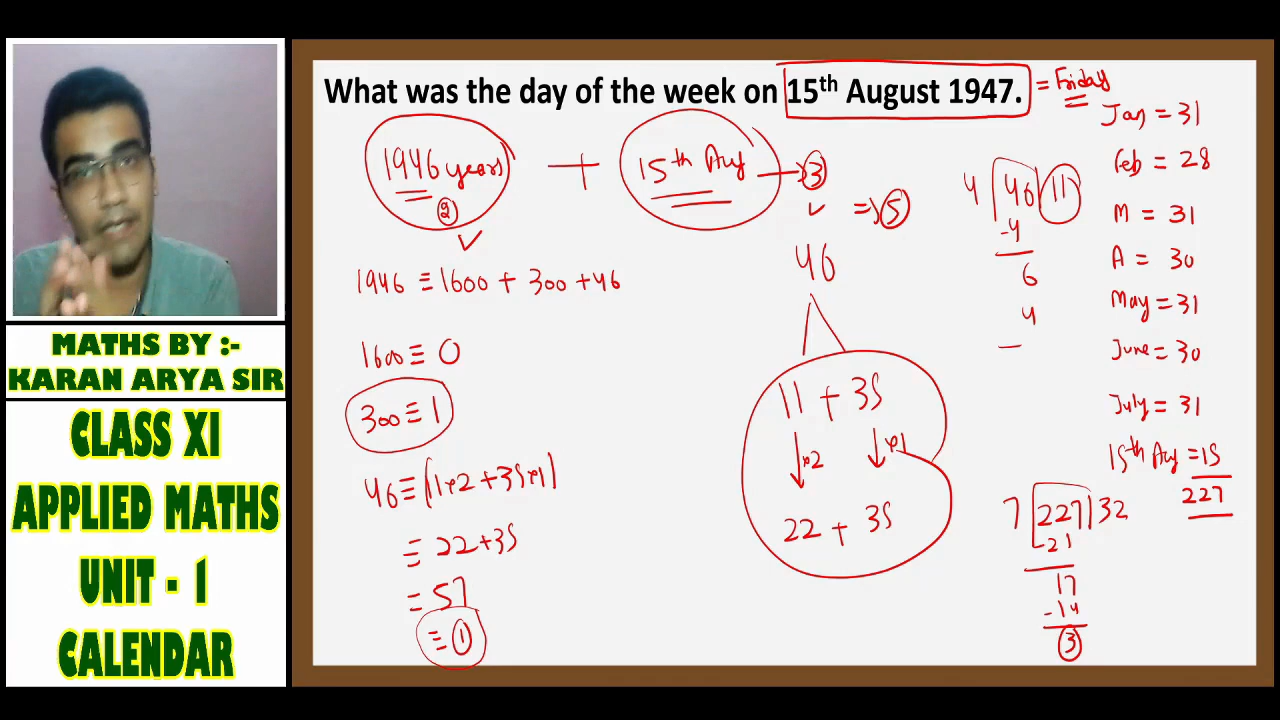 What was the day of the week on 15th August 1947. = Friday
1946 years + 15th Aug → 3
2
⇒ 5
1946 ≡ 1600 + 300 + 46
1600 ≡ 0
300 ≡ 1
46 ≡ (11×2 + 35×1)
≡ 22 + 35
= 57
≡ 1
46
11 + 35
×2 ×1
22 + 35
4 46 11
-4
6
4
Jan = 31
Feb = 28
M = 31
A = 30
May = 31
June = 30
July = 31
15th Aug = 15
227
7 227 32
-21
17
-14
3
MATHS BY :-
KARAN ARYA SIR
CLASS XI
APPLIED MATHS
UNIT - 1
CALENDAR